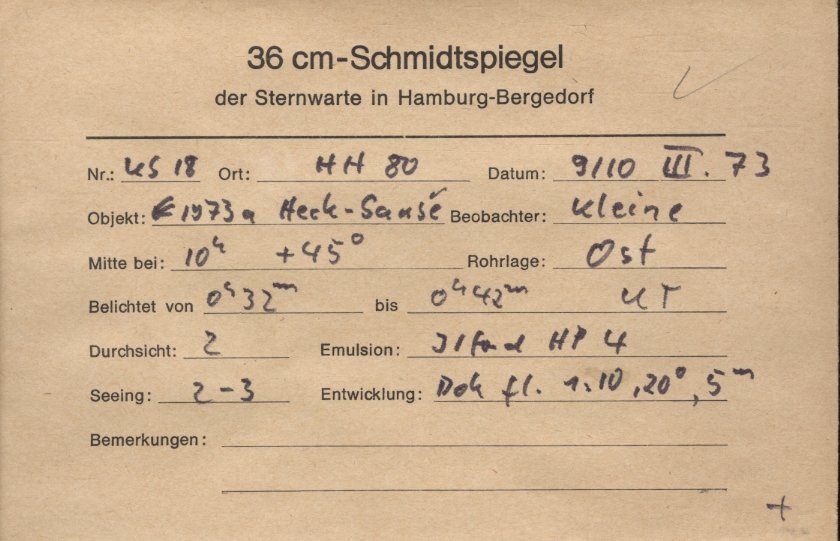 36 cm-Schmidtspiegel
der Sternwarte in Hamburg-Bergedorf
Nr.: KS 18 Ort: HH 80 Datum: 9/10 III. 73
Objekt: 1973a Heck-Sause Beobachter: Kleine
Mitte bei: 10h +45° Rohrlage: Ost
Belichtet von 0h32m bis 0h42m UT
Durchsicht: 2 Emulsion: Ilford HP 4
Seeing: 2-3 Entwicklung: Dok fl. 1:10, 20°, 5m
Bemerkungen:
+